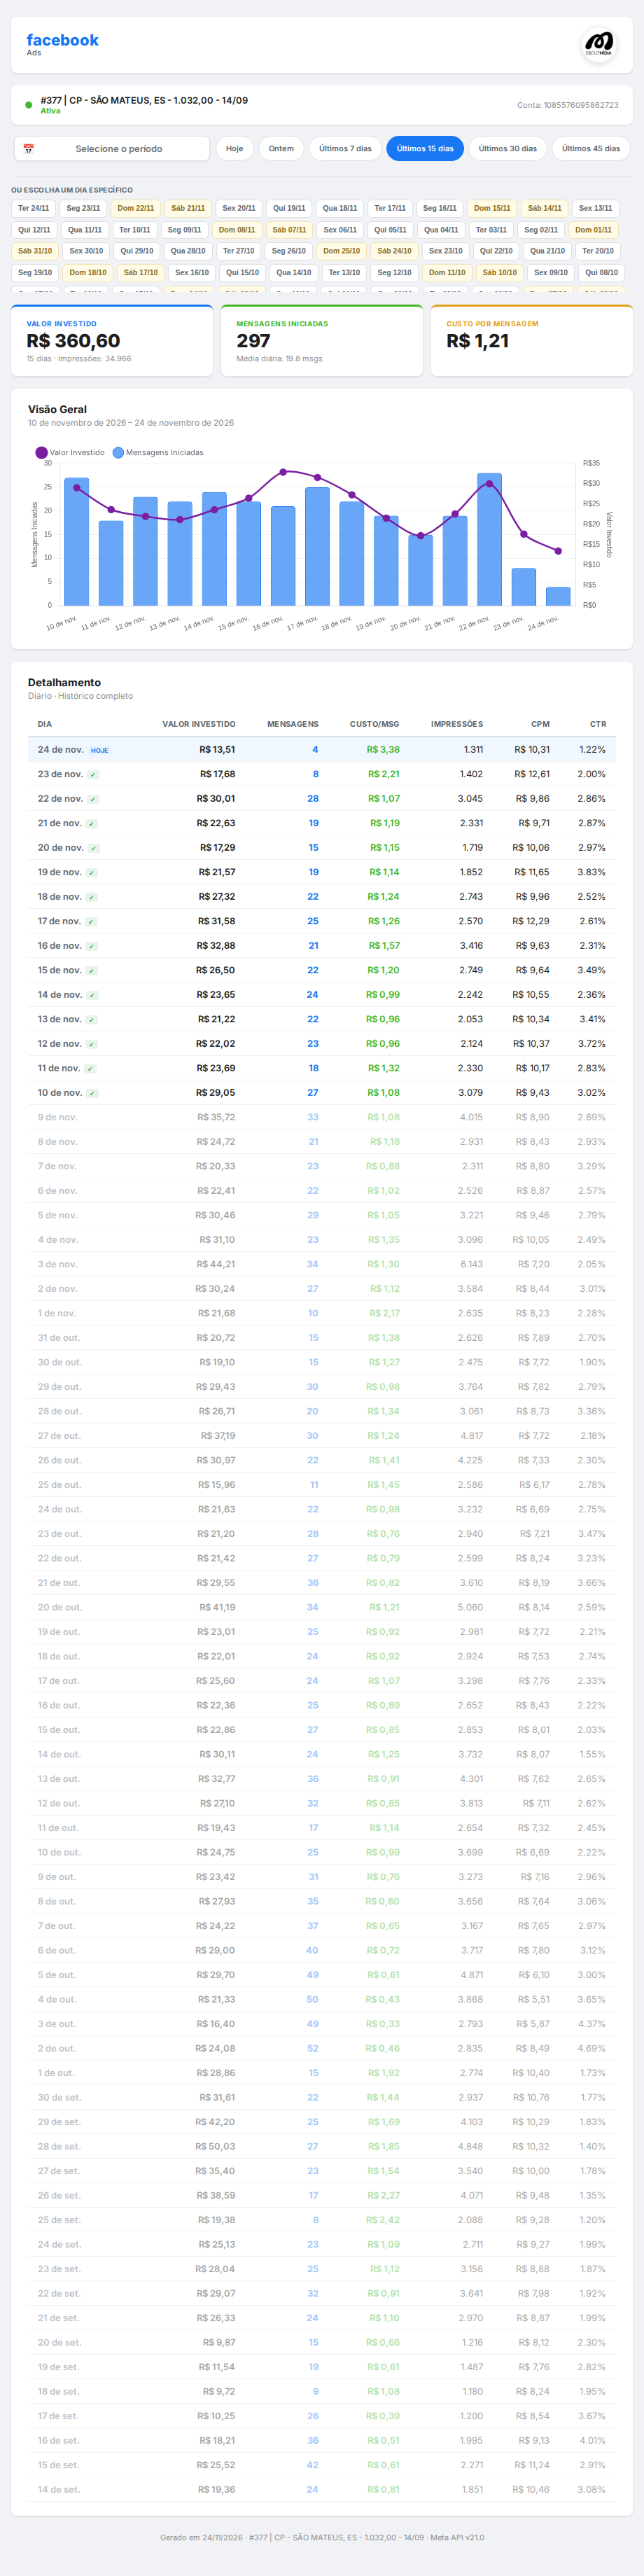 facebook
Ads
DBOUTMÍDIA
#377 | CP - SÃO MATEUS, ES - 1.032,00 - 14/09
Ativa
Conta: 1085576095862723
Selecione o período
Hoje
Ontem
Últimos 7 dias
Últimos 15 dias
Últimos 30 dias
Últimos 45 dias
OU ESCOLHA UM DIA ESPECÍFICO
Ter 24/11 Seg 23/11 Dom 22/11 Sáb 21/11 Sex 20/11 Qui 19/11 Qua 18/11 Ter 17/11 Seg 16/11 Dom 15/11 Sáb 14/11 Sex 13/11
Qui 12/11 Qua 11/11 Ter 10/11 Seg 09/11 Dom 08/11 Sáb 07/11 Sex 06/11 Qui 05/11 Qua 04/11 Ter 03/11 Seg 02/11 Dom 01/11
Sáb 31/10 Sex 30/10 Qui 29/10 Qua 28/10 Ter 27/10 Seg 26/10 Dom 25/10 Sáb 24/10 Sex 23/10 Qui 22/10 Qua 21/10 Ter 20/10
Seg 19/10 Dom 18/10 Sáb 17/10 Sex 16/10 Qui 15/10 Qua 14/10 Ter 13/10 Seg 12/10 Dom 11/10 Sáb 10/10 Sex 09/10 Qui 08/10
VALOR INVESTIDO
R$ 360,60
15 dias · Impressões: 34.966
MENSAGENS INICIADAS
297
Média diária: 19.8 msgs
CUSTO POR MENSAGEM
R$ 1,21
Visão Geral
10 de novembro de 2026 – 24 de novembro de 2026
Valor Investido Mensagens Iniciadas
Mensagens Iniciadas
30
25
20
15
10
5
0
R$35
R$30
R$25
R$20
R$15
R$10
R$5
R$0
Valor Investido
10 de nov. 11 de nov. 12 de nov. 13 de nov. 14 de nov. 15 de nov. 16 de nov. 17 de nov. 18 de nov. 19 de nov. 20 de nov. 21 de nov. 22 de nov. 23 de nov. 24 de nov.
Detalhamento
Diário · Histórico completo
DIA VALOR INVESTIDO MENSAGENS CUSTO/MSG IMPRESSÕES CPM CTR
24 de nov. HOJE R$ 13,51 4 R$ 3,38 1.311 R$ 10,31 1.22%
23 de nov. ✓ R$ 17,68 8 R$ 2,21 1.402 R$ 12,61 2.00%
22 de nov. ✓ R$ 30,01 28 R$ 1,07 3.045 R$ 9,86 2.86%
21 de nov. ✓ R$ 22,63 19 R$ 1,19 2.331 R$ 9,71 2.87%
20 de nov. ✓ R$ 17,29 15 R$ 1,15 1.719 R$ 10,06 2.97%
19 de nov. ✓ R$ 21,57 19 R$ 1,14 1.852 R$ 11,65 3.83%
18 de nov. ✓ R$ 27,32 22 R$ 1,24 2.743 R$ 9,96 2.52%
17 de nov. ✓ R$ 31,58 25 R$ 1,26 2.570 R$ 12,29 2.61%
16 de nov. ✓ R$ 32,88 21 R$ 1,57 3.416 R$ 9,63 2.31%
15 de nov. ✓ R$ 26,50 22 R$ 1,20 2.749 R$ 9,64 3.49%
14 de nov. ✓ R$ 23,65 24 R$ 0,99 2.242 R$ 10,55 2.36%
13 de nov. ✓ R$ 21,22 22 R$ 0,96 2.053 R$ 10,34 3.41%
12 de nov. ✓ R$ 22,02 23 R$ 0,96 2.124 R$ 10,37 3.72%
11 de nov. ✓ R$ 23,69 18 R$ 1,32 2.330 R$ 10,17 2.83%
10 de nov. ✓ R$ 29,05 27 R$ 1,08 3.079 R$ 9,43 3.02%
9 de nov. R$ 35,72 33 R$ 1,08 4.015 R$ 8,90 2.69%
8 de nov. R$ 24,72 21 R$ 1,18 2.931 R$ 8,43 2.93%
7 de nov. R$ 20,33 23 R$ 0,88 2.311 R$ 8,80 3.29%
6 de nov. R$ 22,41 22 R$ 1,02 2.526 R$ 8,87 2.57%
5 de nov. R$ 30,46 29 R$ 1,05 3.221 R$ 9,46 2.79%
4 de nov. R$ 31,10 23 R$ 1,35 3.096 R$ 10,05 2.49%
3 de nov. R$ 44,21 34 R$ 1,30 6.143 R$ 7,20 2.05%
2 de nov. R$ 30,24 27 R$ 1,12 3.584 R$ 8,44 3.01%
1 de nov. R$ 21,68 10 R$ 2,17 2.635 R$ 8,23 2.28%
31 de out. R$ 20,72 15 R$ 1,38 2.626 R$ 7,89 2.70%
30 de out. R$ 19,10 15 R$ 1,27 2.475 R$ 7,72 1.90%
29 de out. R$ 29,43 30 R$ 0,98 3.764 R$ 7,82 2.79%
28 de out. R$ 26,71 20 R$ 1,34 3.061 R$ 8,73 3.36%
27 de out. R$ 37,19 30 R$ 1,24 4.817 R$ 7,72 2.18%
26 de out. R$ 30,97 22 R$ 1,41 4.225 R$ 7,33 2.30%
25 de out. R$ 15,96 11 R$ 1,45 2.586 R$ 6,17 2.78%
24 de out. R$ 21,63 22 R$ 0,98 3.232 R$ 6,69 2.75%
23 de out. R$ 21,20 28 R$ 0,76 2.940 R$ 7,21 3.47%
22 de out. R$ 21,42 27 R$ 0,79 2.599 R$ 8,24 3.23%
21 de out. R$ 29,55 36 R$ 0,82 3.610 R$ 8,19 3.66%
20 de out. R$ 41,19 34 R$ 1,21 5.060 R$ 8,14 2.59%
19 de out. R$ 23,01 25 R$ 0,92 2.981 R$ 7,72 2.21%
18 de out. R$ 22,01 24 R$ 0,92 2.924 R$ 7,53 2.74%
17 de out. R$ 25,60 24 R$ 1,07 3.298 R$ 7,76 2.33%
16 de out. R$ 22,36 25 R$ 0,89 2.652 R$ 8,43 2.22%
15 de out. R$ 22,86 27 R$ 0,85 2.853 R$ 8,01 2.03%
14 de out. R$ 30,11 24 R$ 1,25 3.732 R$ 8,07 1.55%
13 de out. R$ 32,77 36 R$ 0,91 4.301 R$ 7,62 2.65%
12 de out. R$ 27,10 32 R$ 0,85 3.813 R$ 7,11 2.62%
11 de out. R$ 19,43 17 R$ 1,14 2.654 R$ 7,32 2.45%
10 de out. R$ 24,75 25 R$ 0,99 3.699 R$ 6,69 2.22%
9 de out. R$ 23,42 31 R$ 0,76 3.273 R$ 7,16 2.96%
8 de out. R$ 27,93 35 R$ 0,80 3.656 R$ 7,64 3.06%
7 de out. R$ 24,22 37 R$ 0,65 3.167 R$ 7,65 2.97%
6 de out. R$ 29,00 40 R$ 0,72 3.717 R$ 7,80 3.12%
5 de out. R$ 29,70 49 R$ 0,61 4.871 R$ 6,10 3.00%
4 de out. R$ 21,33 50 R$ 0,43 3.868 R$ 5,51 3.65%
3 de out. R$ 16,40 49 R$ 0,33 2.793 R$ 5,87 4.37%
2 de out. R$ 24,08 52 R$ 0,46 2.835 R$ 8,49 4.69%
1 de out. R$ 28,86 15 R$ 1,92 2.774 R$ 10,40 1.73%
30 de set. R$ 31,61 22 R$ 1,44 2.937 R$ 10,76 1.77%
29 de set. R$ 42,20 25 R$ 1,69 4.103 R$ 10,29 1.83%
28 de set. R$ 50,03 27 R$ 1,85 4.848 R$ 10,32 1.40%
27 de set. R$ 35,40 23 R$ 1,54 3.540 R$ 10,00 1.78%
26 de set. R$ 38,59 17 R$ 2,27 4.071 R$ 9,48 1.35%
25 de set. R$ 19,38 8 R$ 2,42 2.088 R$ 9,28 1.20%
24 de set. R$ 25,13 23 R$ 1,09 2.711 R$ 9,27 1.99%
23 de set. R$ 28,04 25 R$ 1,12 3.156 R$ 8,88 1.87%
22 de set. R$ 29,07 32 R$ 0,91 3.641 R$ 7,98 1.92%
21 de set. R$ 26,33 24 R$ 1,10 2.970 R$ 8,87 1.99%
20 de set. R$ 9,87 15 R$ 0,66 1.216 R$ 8,12 2.30%
19 de set. R$ 11,54 19 R$ 0,61 1.487 R$ 7,76 2.82%
18 de set. R$ 9,72 9 R$ 1,08 1.180 R$ 8,24 1.95%
17 de set. R$ 10,25 26 R$ 0,39 1.200 R$ 8,54 3.67%
16 de set. R$ 18,21 36 R$ 0,51 1.995 R$ 9,13 4.01%
15 de set. R$ 25,52 42 R$ 0,61 2.271 R$ 11,24 2.91%
14 de set. R$ 19,36 24 R$ 0,81 1.851 R$ 10,46 3.08%
Gerado em 24/11/2026 · #377 | CP - SÃO MATEUS, ES - 1.032,00 - 14/09 · Meta API v21.0